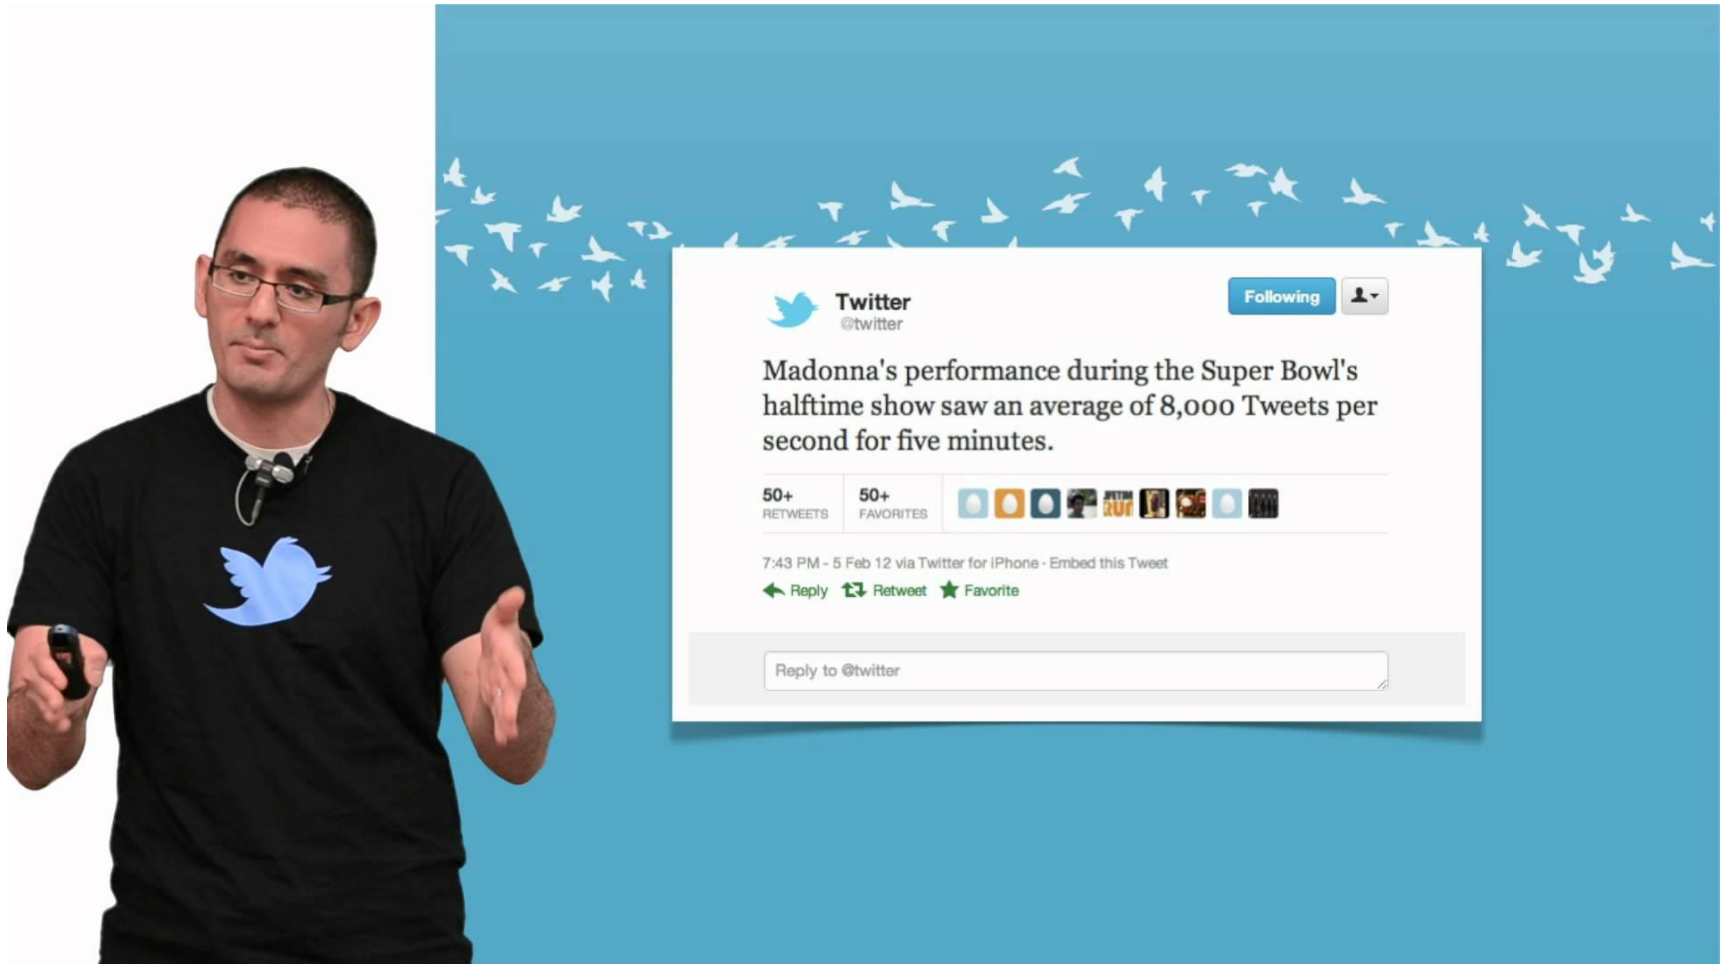 Twitter
@twitter
Following
Madonna's performance during the Super Bowl's
halftime show saw an average of 8,000 Tweets per
second for five minutes.
50+
RETWEETS
50+
FAVORITES
7:43 PM - 5 Feb 12 via Twitter for iPhone · Embed this Tweet
Reply Retweet Favorite
Reply to @twitter